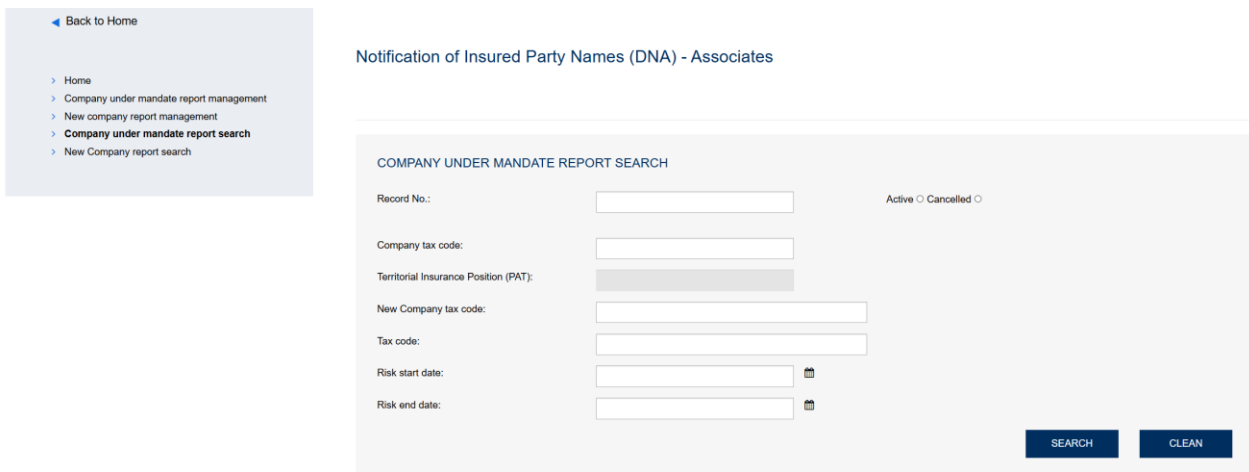 Back to Home
Home
Company under mandate report management
New company report management
Company under mandate report search
New Company report search
Notification of Insured Party Names (DNA) - Associates
COMPANY UNDER MANDATE REPORT SEARCH
Record No.: Active Cancelled
Company tax code:
Territorial Insurance Position (PAT):
New Company tax code:
Tax code:
Risk start date:
Risk end date:
SEARCH CLEAN